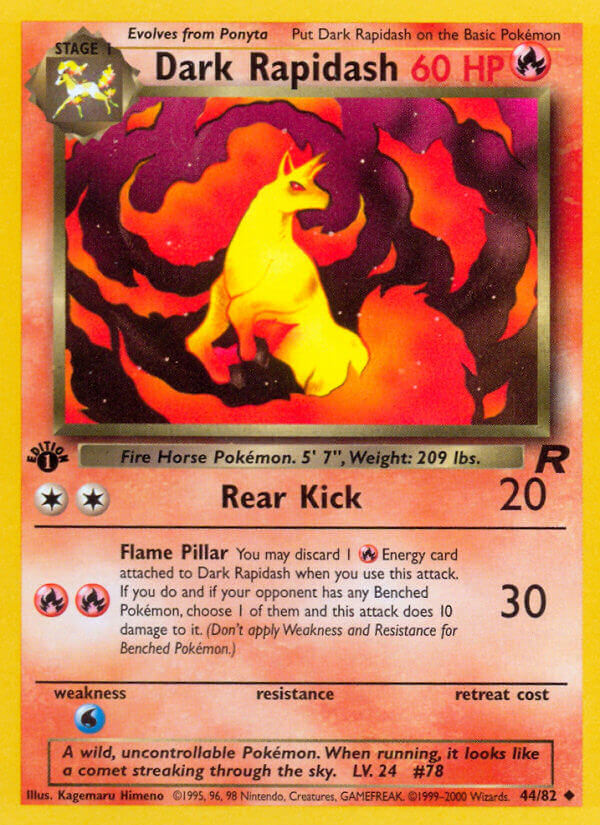 Evolves from Ponyta Put Dark Rapidash on the Basic Pokémon
STAGE 1
Dark Rapidash 60 HP
EDITION
1
Fire Horse Pokémon. 5' 7", Weight: 209 lbs.
R
Rear Kick 20
Flame Pillar You may discard 1 Energy card
attached to Dark Rapidash when you use this attack.
If you do and if your opponent has any Benched
Pokémon, choose 1 of them and this attack does 10
damage to it. (Don't apply Weakness and Resistance for
Benched Pokémon.)
30
weakness resistance retreat cost
A wild, uncontrollable Pokémon. When running, it looks like
a comet streaking through the sky. LV. 24 #78
Illus. Kagemaru Himeno ©1995, 96, 98 Nintendo, Creatures, GAMEFREAK. ©1999-2000 Wizards. 44/82